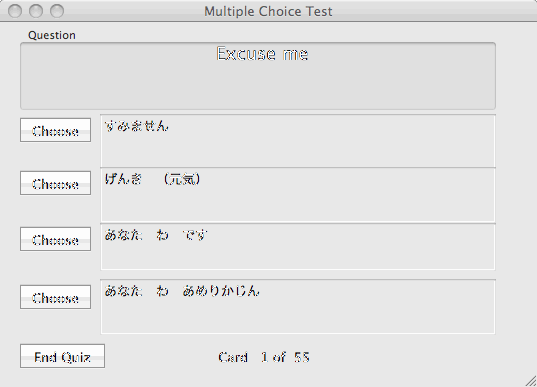 Multiple Choice Test
Question
Excuse me
Choose すみません
Choose げんき （元気）
Choose あなた わ です
Choose あなた わ あめりかじん
End Quiz Card 1 of 55